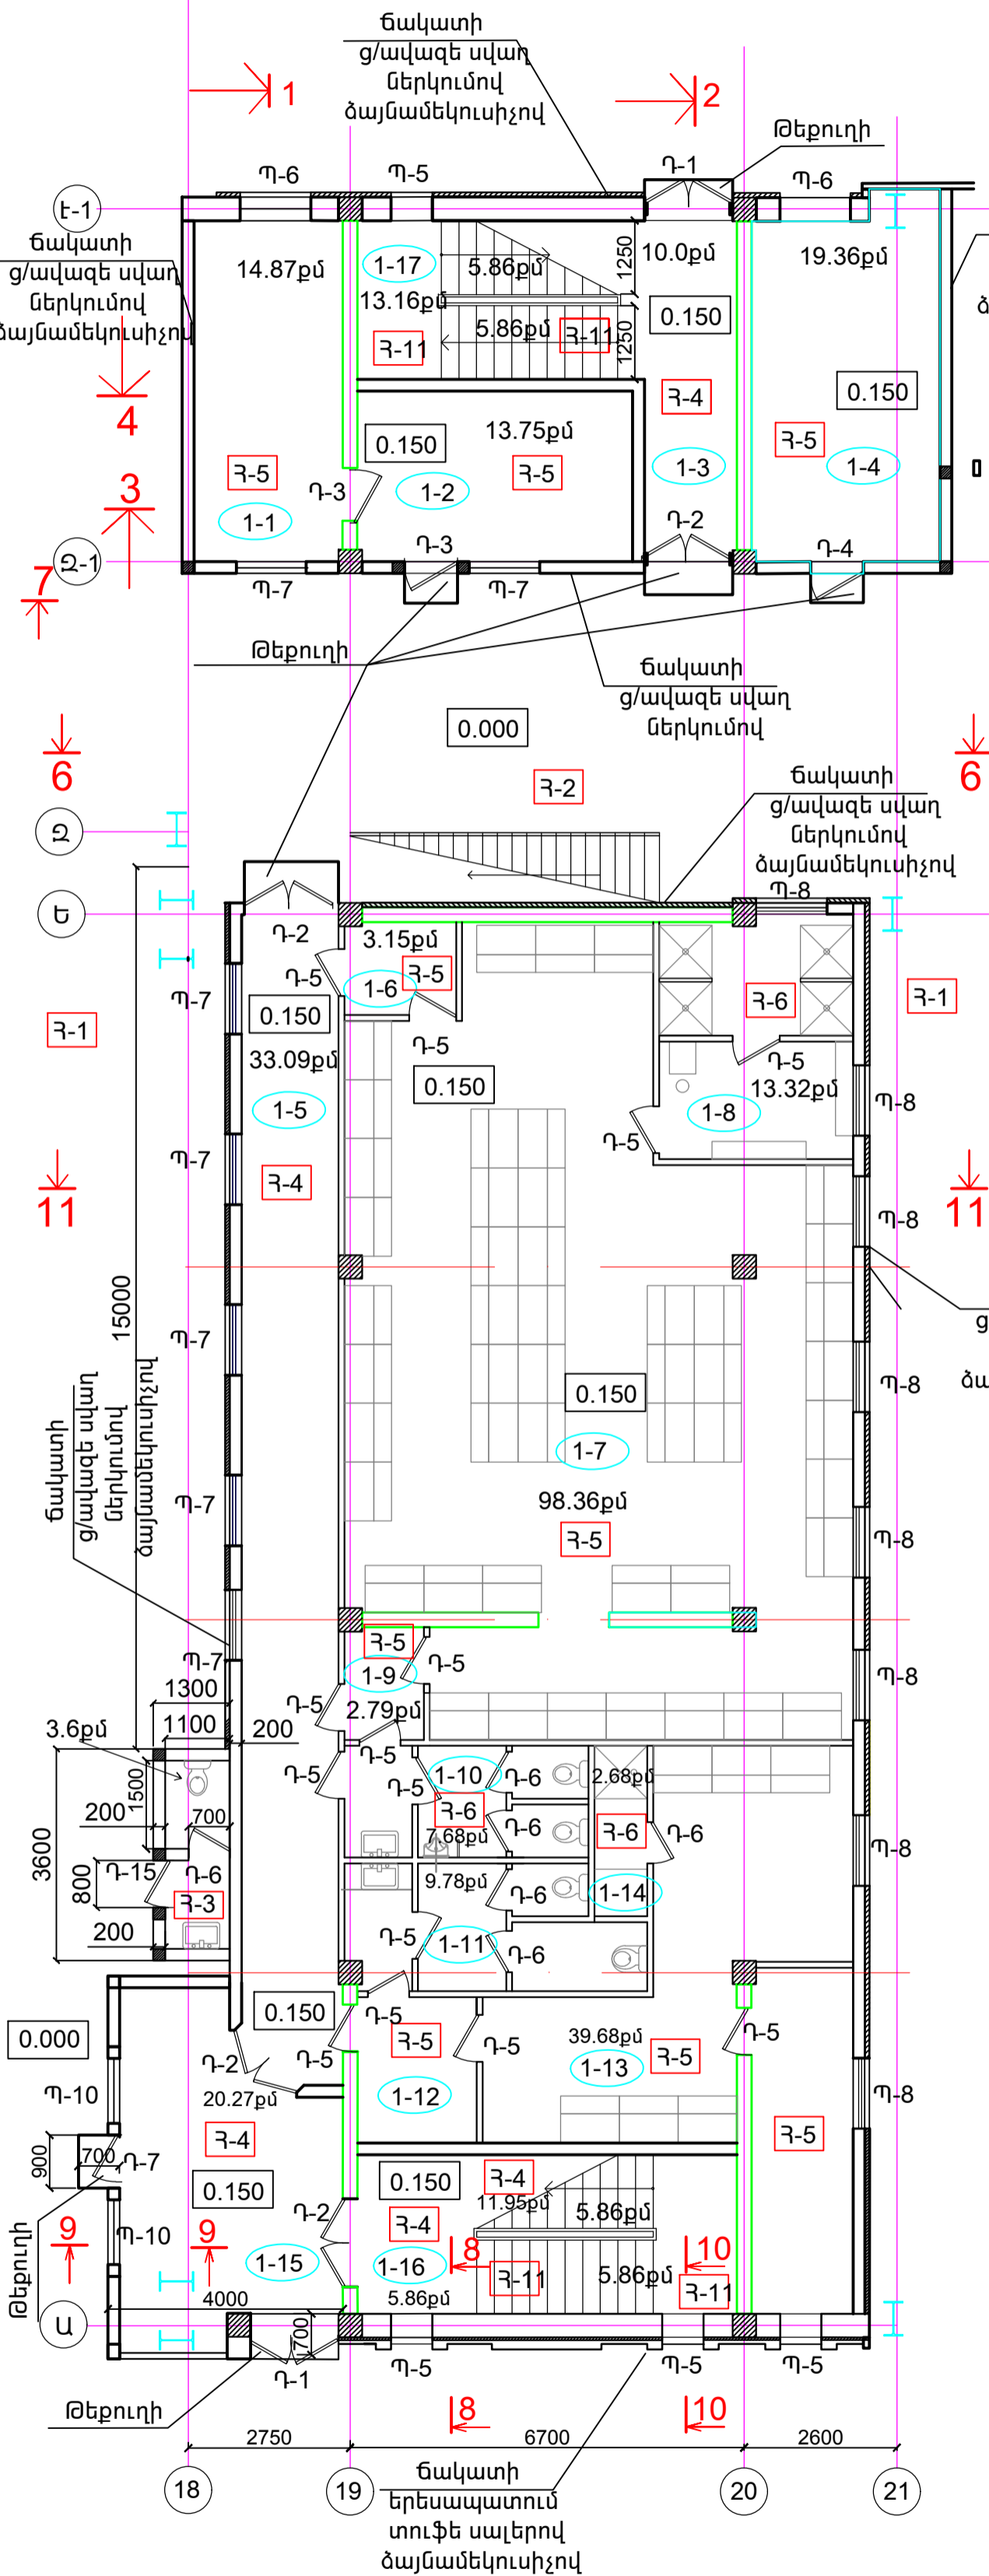 ճակատի
ց/ավազե սվաղ
ներկումով
ձայնամեկուսիչով
1
2
Թեքուղի
Պ-6
Պ-5
Դ-1
Պ-6
Է-1
ճակատի
ց/ավազե սվաղ
ներկումով
ձայնամեկուսիչով
14.87քմ
1-17
5.86քմ
1250
10.0քմ
19.36քմ
13.16քմ
0.150
5.86քմ
Հ-11
Հ-11
1250
4
0.150
Հ-4
0.150
13.75քմ
Հ-5
Հ-5
Հ-5
1-3
1-4
3
Դ-3
1-2
1-1
Դ-2
Դ-3
Դ-4
Զ-1
7
Պ-7
Պ-7
Թեքուղի
ճակատի
ց/ավազե սվաղ
ներկումով
0.000
6
6
Հ-2
ճակատի
ց/ավազե սվաղ
ներկումով
ձայնամեկուսիչով
Զ
Պ-8
Ե
Դ-2
3.15քմ
Դ-5
Հ-5
1-6
Հ-6
Հ-1
Պ-7
0.150
Հ-1
Դ-5
33.09քմ
0.150
Դ-5
13.32քմ
1-5
1-8
Պ-8
Դ-5
Պ-7
Հ-4
11
Պ-8
11
15000
Պ-7
0.150
Պ-8
ճակատի
ց/ավազե սվաղ
ներկումով
ձայնամեկուսիչով
1-7
98.36քմ
Պ-7
Հ-5
Պ-8
Հ-5
Պ-7
1-9
Դ-5
Պ-8
1300
Դ-5
2.79քմ
3.6քմ
1100
200
Դ-5
Դ-5
1-10
Դ-6
2.68քմ
1500
Դ-5
Հ-6
200
700
7.68քմ
Դ-6
Հ-6
Դ-6
Պ-8
3600
Դ-15
Դ-6
800
9.78քմ
Դ-6
1-14
Հ-3
200
Դ-5
1-11
Դ-6
0.150
Դ-5
0.000
Հ-5
39.68քմ
Դ-5
Դ-2
Դ-5
Դ-5
Հ-5
1-13
Պ-10
20.27քմ
1-12
Պ-8
Հ-4
Հ-5
900
700
Դ-7
0.150
0.150
Հ-4
11.95քմ
5.86քմ
Դ-2
Հ-4
9
9
Պ-10
Թեքուղի
1-15
1-16
8
10
Հ-11
5.86քմ
Հ-11
4000
5.86քմ
Ա
700
Դ-1
Պ-5
Պ-5
Պ-5
Թեքուղի
8
10
2750
6700
2600
18
19
20
21
ճակատի
երեսապատում
տուֆե սալերով
ձայնամեկուսիչով